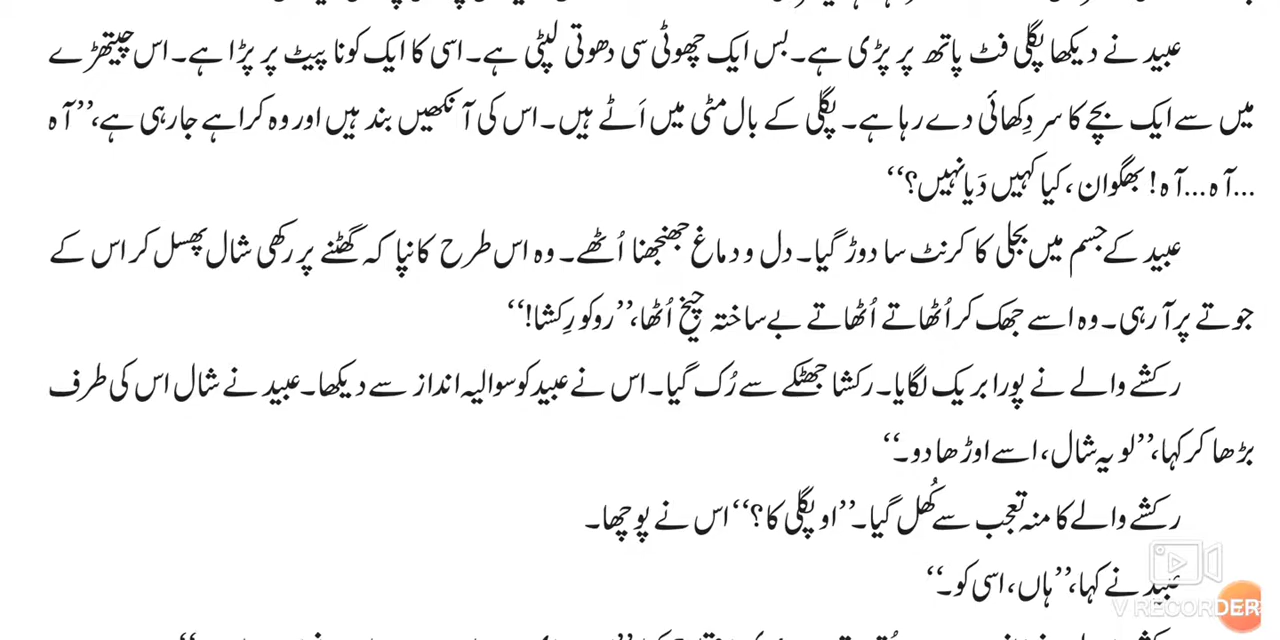 عبید نے دیکھا پگلی فٹ پاتھ پر پڑی ہے۔ بس ایک چھوٹی سی دھوتی لپٹی ہے۔ اسی کا ایک کونا پیٹ پر پڑا ہے۔ اس چیتھڑے
میں سے ایک بچے کا سر دِکھائی دے رہا ہے۔ پگلی کے بال مٹی میں اَٹے ہیں۔ اس کی آنکھیں بند ہیں اور وہ کراہے جارہی ہے، ”آہ
...آہ...آہ! بھگوان، کیا کہیں دَیا نہیں؟“
عبید کے جسم میں بجلی کا کرنٹ سا دوڑ گیا۔ دل و دماغ جھنجھنا اُٹھے۔ وہ اس طرح کانپا کہ گھٹنے پر رکھی شال پھسل کر اس کے
جوتے پر آرہی۔ وہ اسے جھک کر اُٹھاتے اُٹھاتے بےساختہ چیخ اُٹھا، ”روکو رِکشا!“
رکشے والے نے پورا بریک لگایا۔ رکشا جھٹکے سے رُک گیا۔ اس نے عبید کو سوالیہ انداز سے دیکھا۔ عبید نے شال اس کی طرف
بڑھا کر کہا، ”لو یہ شال، اسے اوڑھا دو۔“
رکشے والے کا منہ تعجب سے کُھل گیا۔ ”او پگلی کا؟“ اس نے پوچھا۔
عبید نے کہا، ”ہاں، اسی کو۔“
V RECORDER